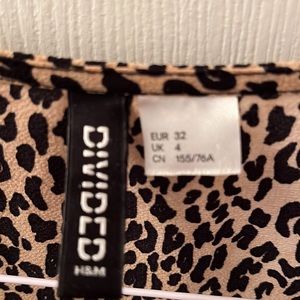 DIVIDED
H&M
EUR 32
UK 4
CN 155/76A